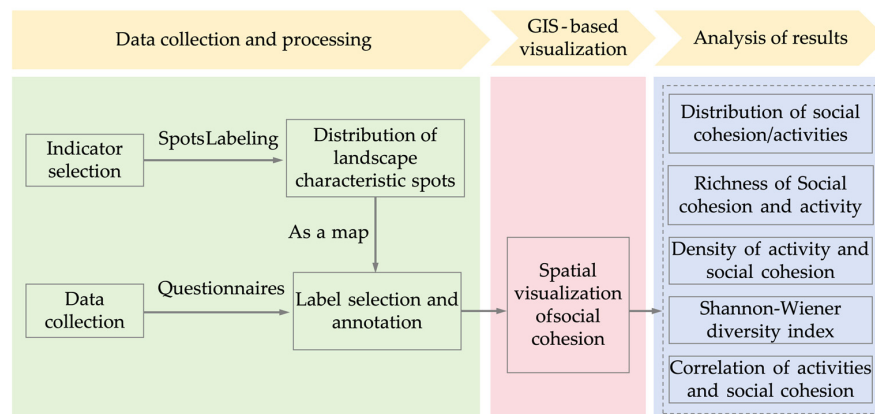 Data collection and processing
GIS-based
visualization
Analysis of results
Indicator
selection
SpotsLabeling
Distribution of
landscape
characteristic spots
As a map
Data
collection
Questionnaires
Label selection and
annotation
Spatial
visualization
ofsocial
cohesion
Distribution of social
cohesion/activities
Richness of Social
cohesion and activity
Density of activity and
social cohesion
Shannon-Wiener
diversity index
Correlation of activities
and social cohesion